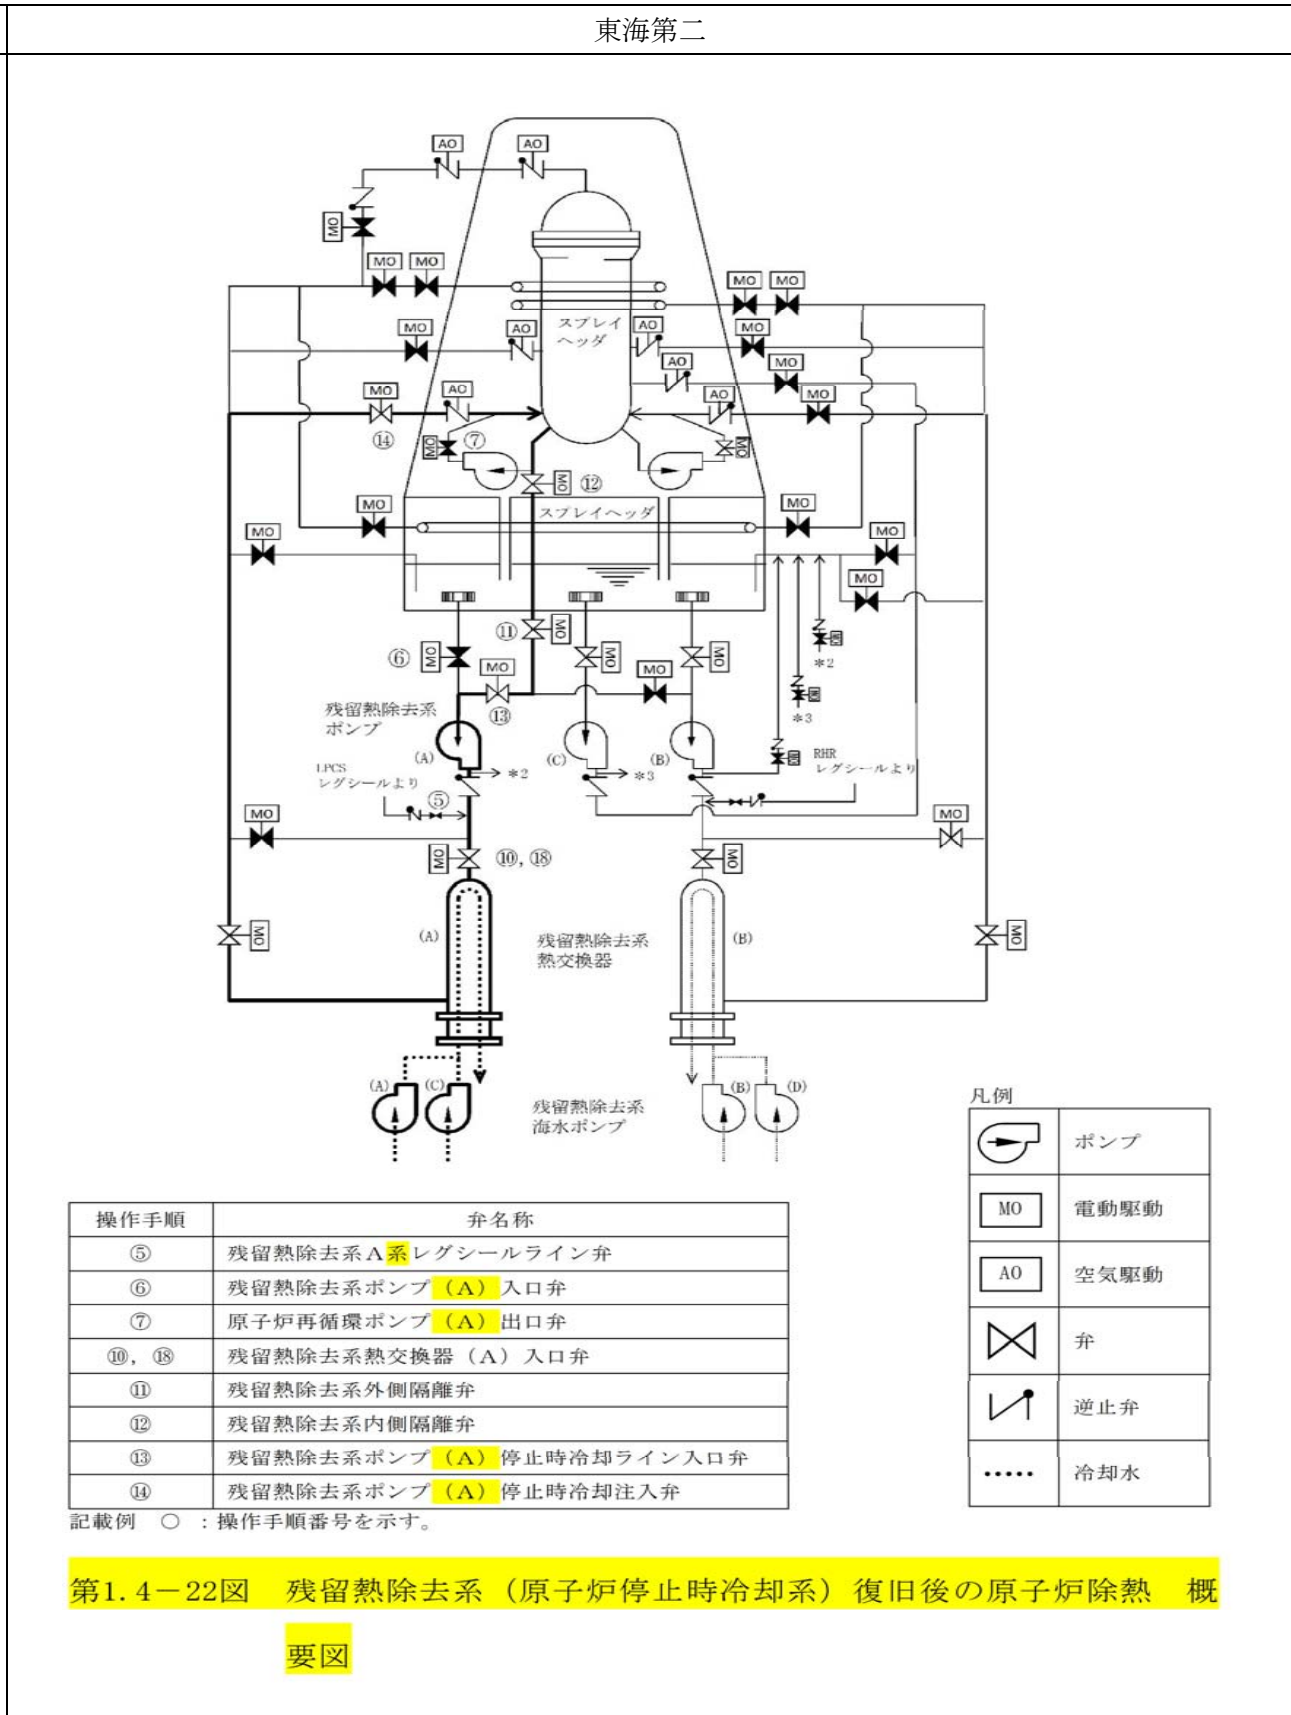 東海第二
AO
AO
MO
MO
MO
MO
MO
スプレイ
ヘッダ
AO
AO
MO
MO
AO
MO
MO
AO
AO
MO
⑭
MO
⑦
MO
MO
⑫
スプレイヘッダ
MO
MO
MO
MO
MO
⑪
MO
⑥
MO
MO
MO
MO
MO
＊2
＊3
⑬
残留熱除去系
ポンプ
(A)
(C)
(B)
＊2
＊3
LPCS
レグシールより
⑤
RHR
レグシールより
MO
MO
MO
⑩, ⑱
MO
MO
MO
(A)
残留熱除去系
熱交換器
(B)
(A)
(C)
残留熱除去系
海水ポンプ
(B)
(D)
凡例
ポンプ
MO 電動駆動
AO 空気駆動
弁
逆止弁
冷却水
操作手順 弁名称
⑤ 残留熱除去系Ａ系レグシールライン弁
⑥ 残留熱除去系ポンプ（Ａ）入口弁
⑦ 原子炉再循環ポンプ（Ａ）出口弁
⑩，⑱ 残留熱除去系熱交換器（Ａ）入口弁
⑪ 残留熱除去系外側隔離弁
⑫ 残留熱除去系内側隔離弁
⑬ 残留熱除去系ポンプ（Ａ）停止時冷却ライン入口弁
⑭ 残留熱除去系ポンプ（Ａ）停止時冷却注入弁
記載例　○　：操作手順番号を示す。
第1.4－22図　残留熱除去系（原子炉停止時冷却系）復旧後の原子炉除熱　概
要図